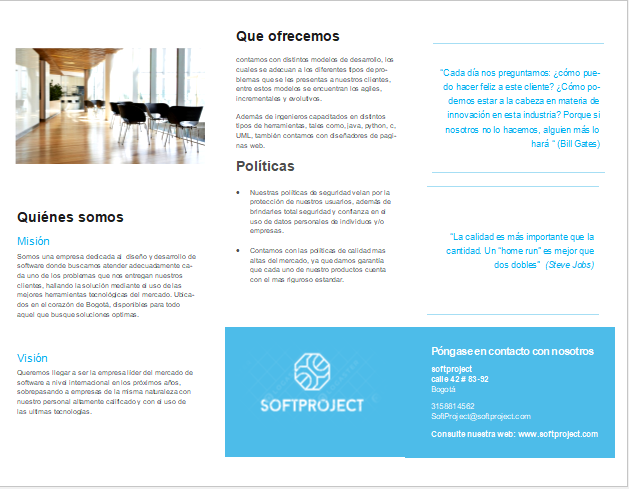 Quiénes somos
Misión
Somos una empresa dedicada al diseño y desarrollo de
software donde buscamos atender adecuadamente ca-
da uno de los problemas que nos entregan nuestros
clientes, hallando la solución mediante el uso de las
mejores herramientas tecnológicas del mercado. Ubica-
dos en el corazón de Bogotá, disponibles para todo
aquel que busque soluciones optimas.
Visión
Queremos llegar a ser la empresa líder del mercado de
software a nivel internacional en los próximos años,
sobrepasando a empresas de la misma naturaleza con
nuestro personal altamente calificado y con el uso de
las ultimas tecnologías.
Que ofrecemos
contamos con distintos modelos de desarrollo, los
cuales se adecuan a los diferentes tipos de pro-
blemas que se les presentas a nuestros clientes,
entre estos modelos se encuentran los agiles,
incrementales y evolutivos.
Además de ingenieros capacitados en distintos
tipos de herramientas, tales como, java, python, c,
UML, también contamos con diseñadores de pagi-
nas web.
Políticas
• Nuestras políticas de seguridad velan por la
protección de nuestros usuarios, además de
brindarles total seguridad y confianza en el
uso de datos personales de individuos y/o
empresas.
• Contamos con las políticas de calidad mas
altas del mercado, ya que damos garantía
que cada uno de nuestro productos cuenta
con el mas riguroso estandar.
SOFTPROJECT
"Cada día nos preguntamos: ¿cómo pue-
do hacer feliz a este cliente? ¿Cómo po-
demos estar a la cabeza en materia de
innovación en esta industria? Porque si
nosotros no lo hacemos, alguien más lo
hará " (Bill Gates)
"La calidad es más importante que la
cantidad. Un "home run" es mejor que
dos dobles" (Steve Jobs)
Póngase en contacto con nosotros
softproject
calle 42 # 83-92
Bogotá
3156814562
SoftProject@softproject.com
Consulte nuestra web: www.softproject.com